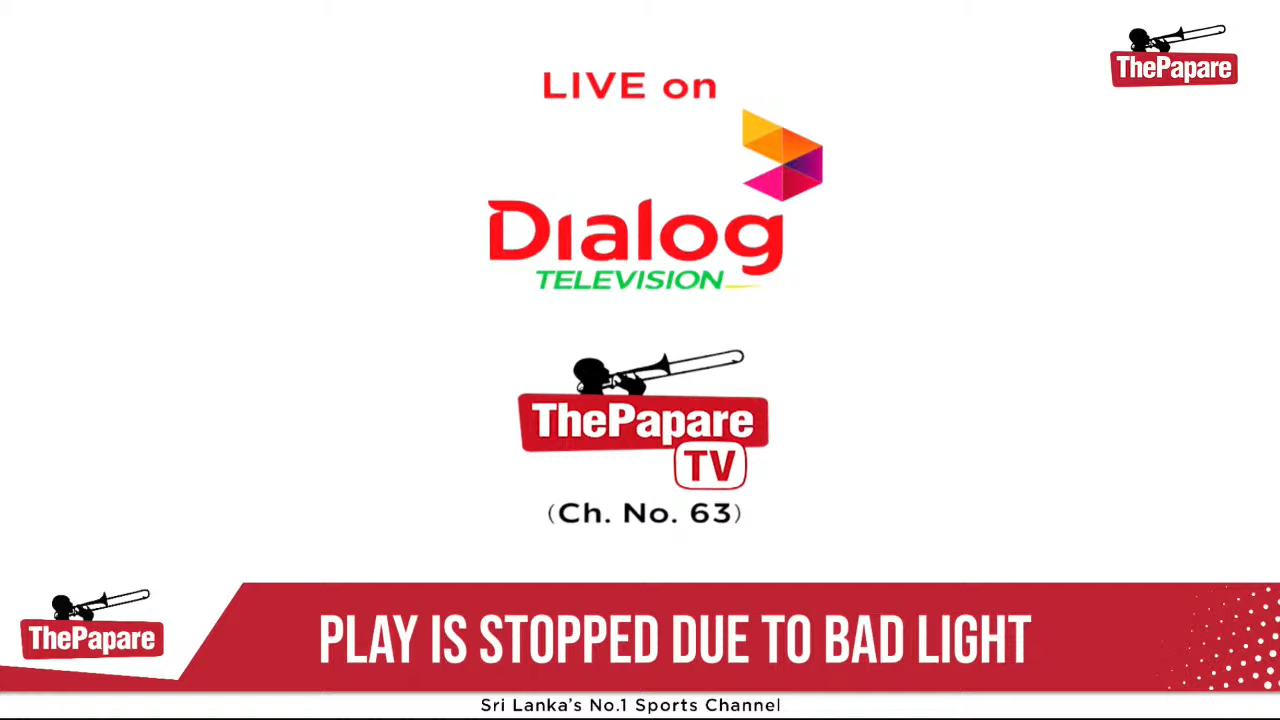 ThePapare
LIVE on
Dialog
TELEVISION
ThePapare
TV
(Ch. No. 63)
ThePapare
PLAY IS STOPPED DUE TO BAD LIGHT
Sri Lanka's No.1 Sports Channel